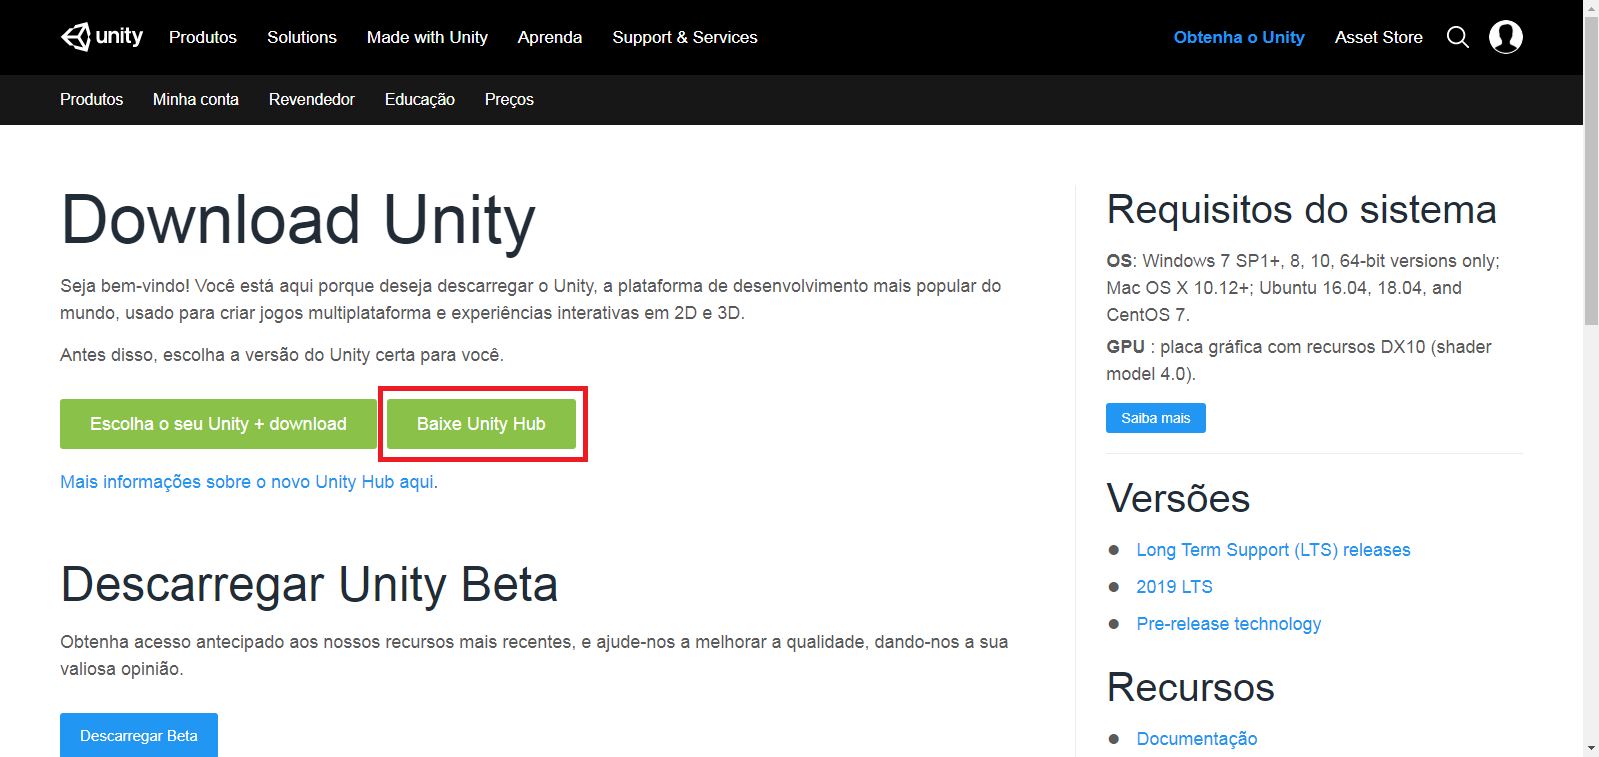 unity Produtos Solutions Made with Unity Aprenda Support & Services Obtenha o Unity Asset Store
Produtos Minha conta Revendedor Educação Preços
Download Unity
Seja bem-vindo! Você está aqui porque deseja descarregar o Unity, a plataforma de desenvolvimento mais popular do
mundo, usado para criar jogos multiplataforma e experiências interativas em 2D e 3D.
Antes disso, escolha a versão do Unity certa para você.
Escolha o seu Unity + download Baixe Unity Hub
Mais informações sobre o novo Unity Hub aqui.
Descarregar Unity Beta
Obtenha acesso antecipado aos nossos recursos mais recentes, e ajude-nos a melhorar a qualidade, dando-nos a sua
valiosa opinião.
Descarregar Beta
Requisitos do sistema
OS: Windows 7 SP1+, 8, 10, 64-bit versions only;
Mac OS X 10.12+; Ubuntu 16.04, 18.04, and
CentOS 7.
GPU : placa gráfica com recursos DX10 (shader
model 4.0).
Saiba mais
Versões
Long Term Support (LTS) releases
2019 LTS
Pre-release technology
Recursos
Documentação